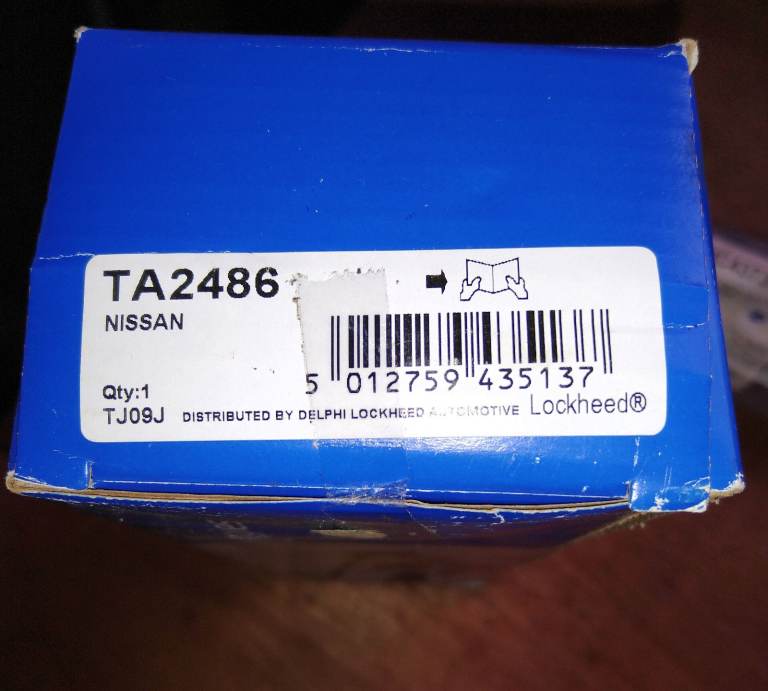 TA2486
NISSAN
5 012759 435137
Qty:1
TJ09J DISTRIBUTED BY DELPHI LOCKHEED AUTOMOTIVE Lockheed®